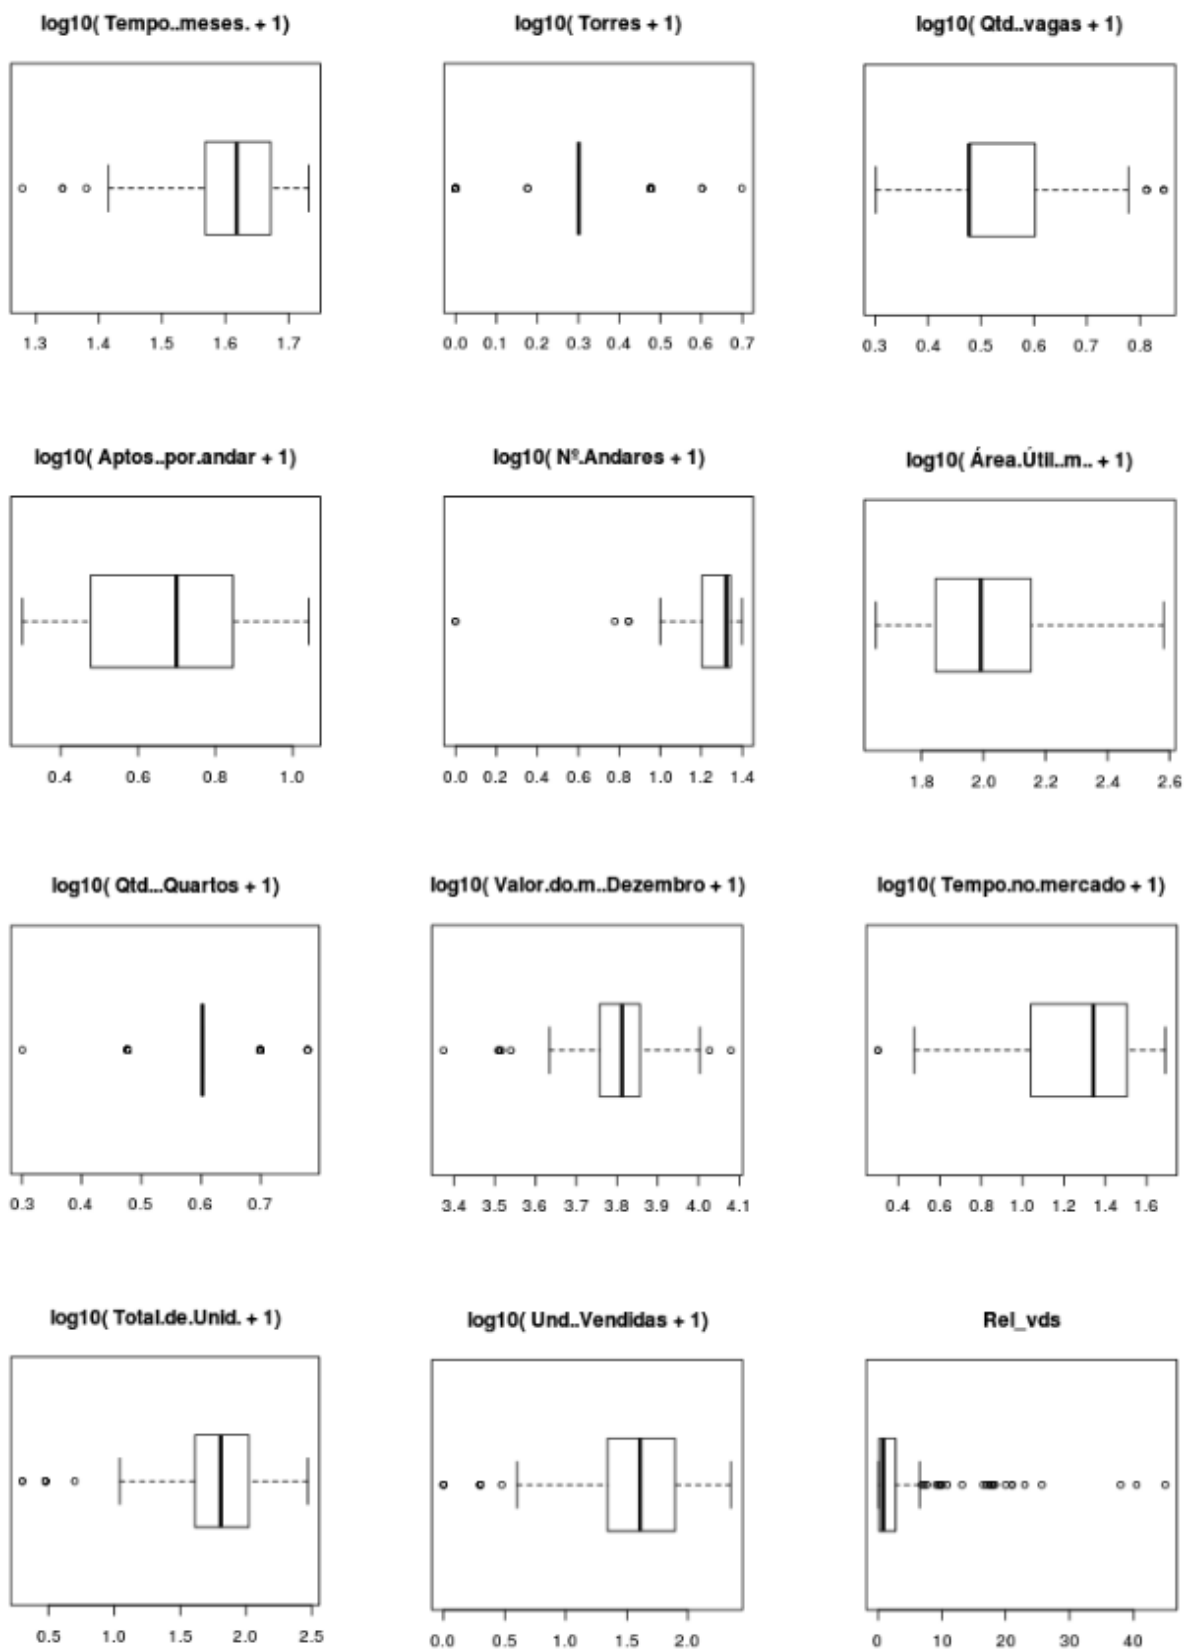 log10( Tempo..meses. + 1)
log10( Torres + 1)
log10( Qtd..vagas + 1)
1.3 1.4 1.5 1.6 1.7
0.0 0.1 0.2 0.3 0.4 0.5 0.6 0.7
0.3 0.4 0.5 0.6 0.7 0.8
log10( Aptos..por.andar + 1)
log10( Nº.Andares + 1)
log10( Área.Útil..m.. + 1)
0.4 0.6 0.8 1.0
0.0 0.2 0.4 0.6 0.8 1.0 1.2 1.4
1.8 2.0 2.2 2.4 2.6
log10( Qtd...Quartos + 1)
log10( Valor.do.m..Dezembro + 1)
log10( Tempo.no.mercado + 1)
0.3 0.4 0.5 0.6 0.7
3.4 3.5 3.6 3.7 3.8 3.9 4.0 4.1
0.4 0.6 0.8 1.0 1.2 1.4 1.6
log10( Total.de.Unid. + 1)
log10( Und..Vendidas + 1)
Rel_vds
0.5 1.0 1.5 2.0 2.5
0.0 0.5 1.0 1.5 2.0
0 10 20 30 40